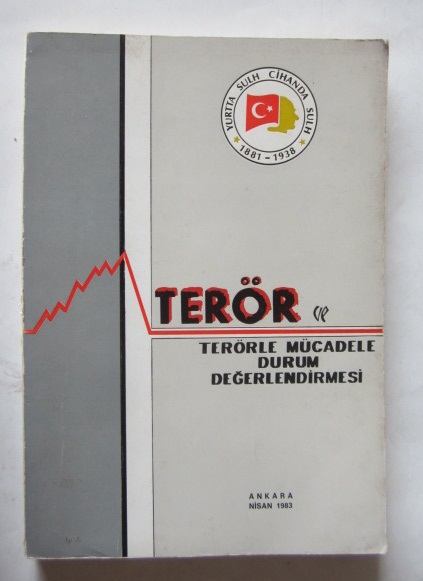 YURTTA SULH CİHANDA SULH
• 1881 - 1938 •
TERÖR ve
TERÖRLE MÜCADELE
DURUM
DEĞERLENDİRMESİ
ANKARA
NİSAN 1983